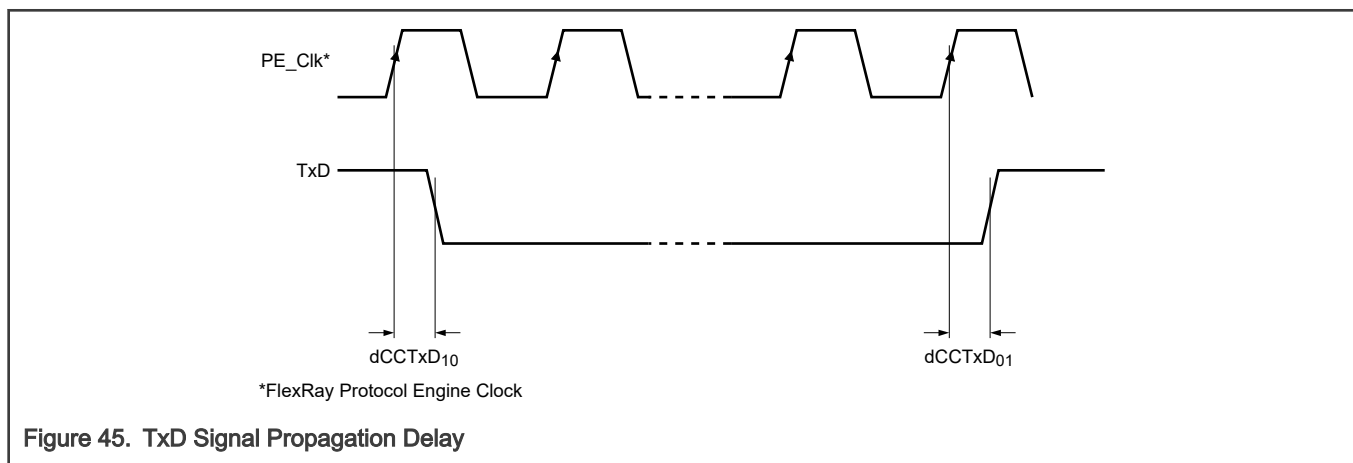 PE_Clk*
TxD
dCCTxD10
dCCTxD01
*FlexRay Protocol Engine Clock
Figure 45. TxD Signal Propagation Delay